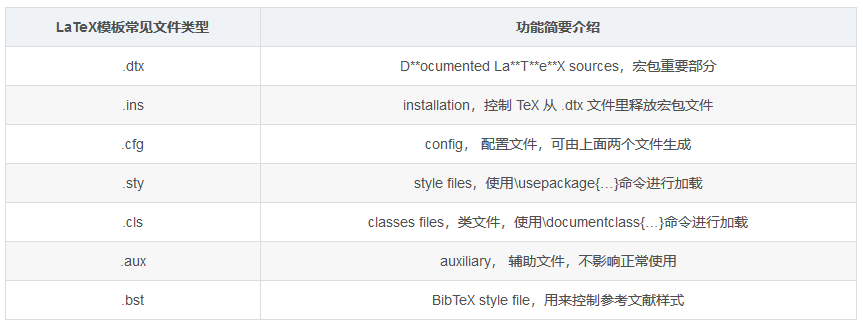 LaTeX模板常见文件类型 功能简要介绍
.dtx D**ocumented La**T**e**X sources，宏包重要部分
.ins installation，控制 TeX 从 .dtx 文件里释放宏包文件
.cfg config， 配置文件，可由上面两个文件生成
.sty style files，使用\usepackage{…}命令进行加载
.cls classes files，类文件，使用\documentclass{…}命令进行加载
.aux auxiliary， 辅助文件，不影响正常使用
.bst BibTeX style file，用来控制参考文献样式